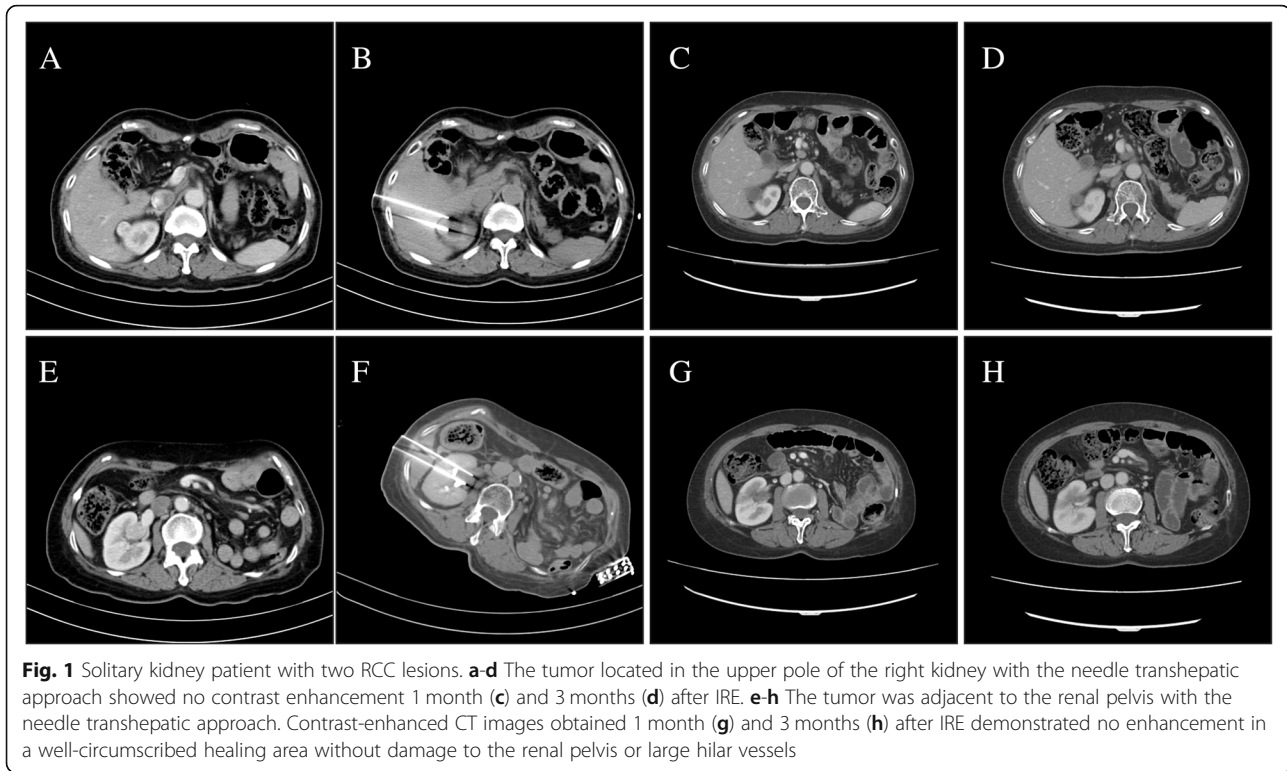 A
B
C
D
E
F
G
H
Fig. 1 Solitary kidney patient with two RCC lesions. a-d The tumor located in the upper pole of the right kidney with the needle transhepatic
approach showed no contrast enhancement 1 month (c) and 3 months (d) after IRE. e-h The tumor was adjacent to the renal pelvis with the
needle transhepatic approach. Contrast-enhanced CT images obtained 1 month (g) and 3 months (h) after IRE demonstrated no enhancement in
a well-circumscribed healing area without damage to the renal pelvis or large hilar vessels